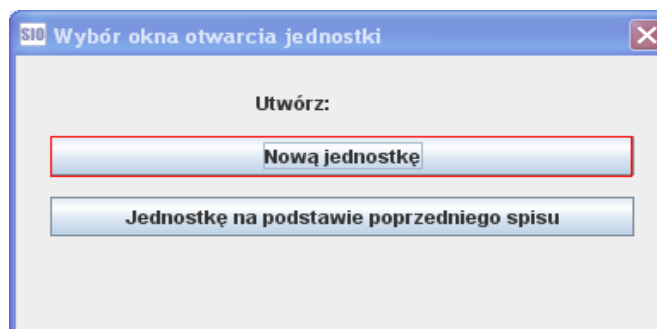 SIO Wybór okna otwarcia jednostki
Utwórz:
Nową jednostkę
Jednostkę na podstawie poprzedniego spisu